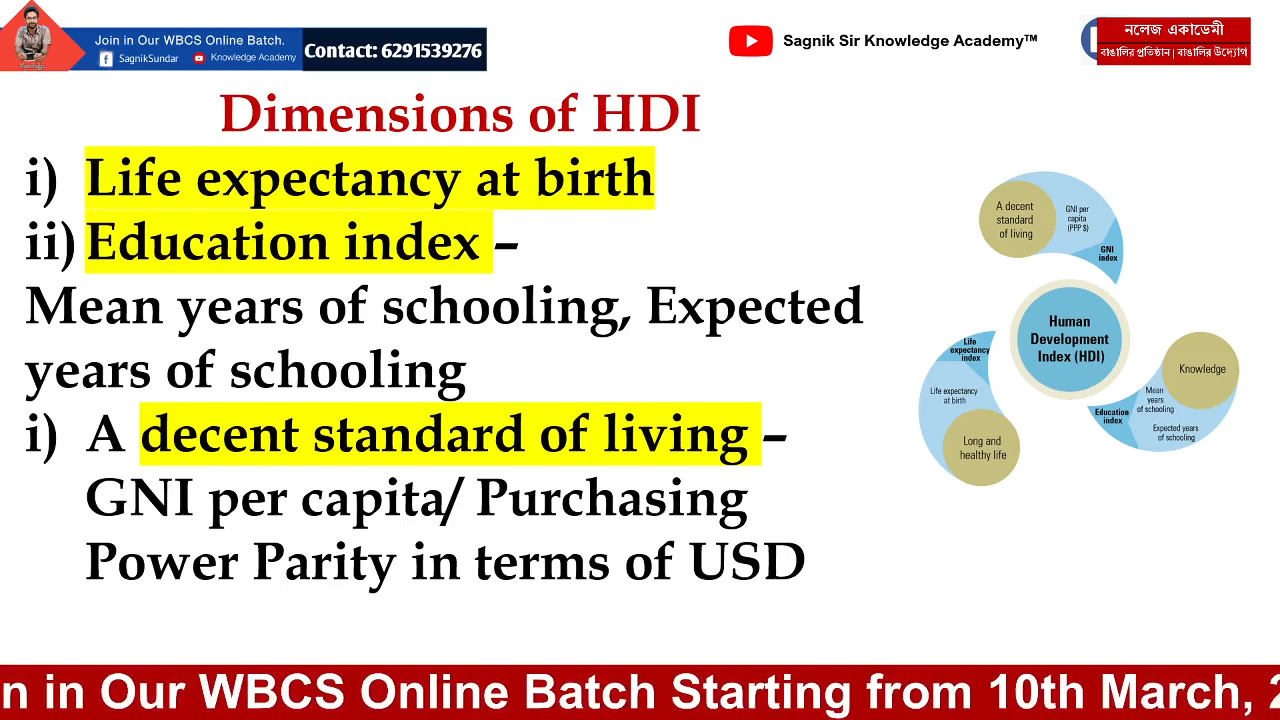 Join in Our WBCS Online Batch.
SagnikSundar
Knowledge Academy
Contact: 6291539276
Sagnik Sir Knowledge Academy™
নলেজ একাডেমী
বাঙালির প্রতিষ্ঠান| বাঙালির উদ্যোগ
Dimensions of HDI
i) Life expectancy at birth
ii) Education index –
Mean years of schooling, Expected
years of schooling
i) A decent standard of living –
GNI per capita/ Purchasing
Power Parity in terms of USD
A decent
standard
of living
GNI per
capita
(PPP $)
GNI
index
Human
Development
Index (HDI)
Life
expectancy
index
Life expectancy
at birth
Long and
healthy life
Knowledge
Mean
years
of schooling
Education
index
Expected years
of schooling
n in Our WBCS Online Batch Starting from 10th March, 2